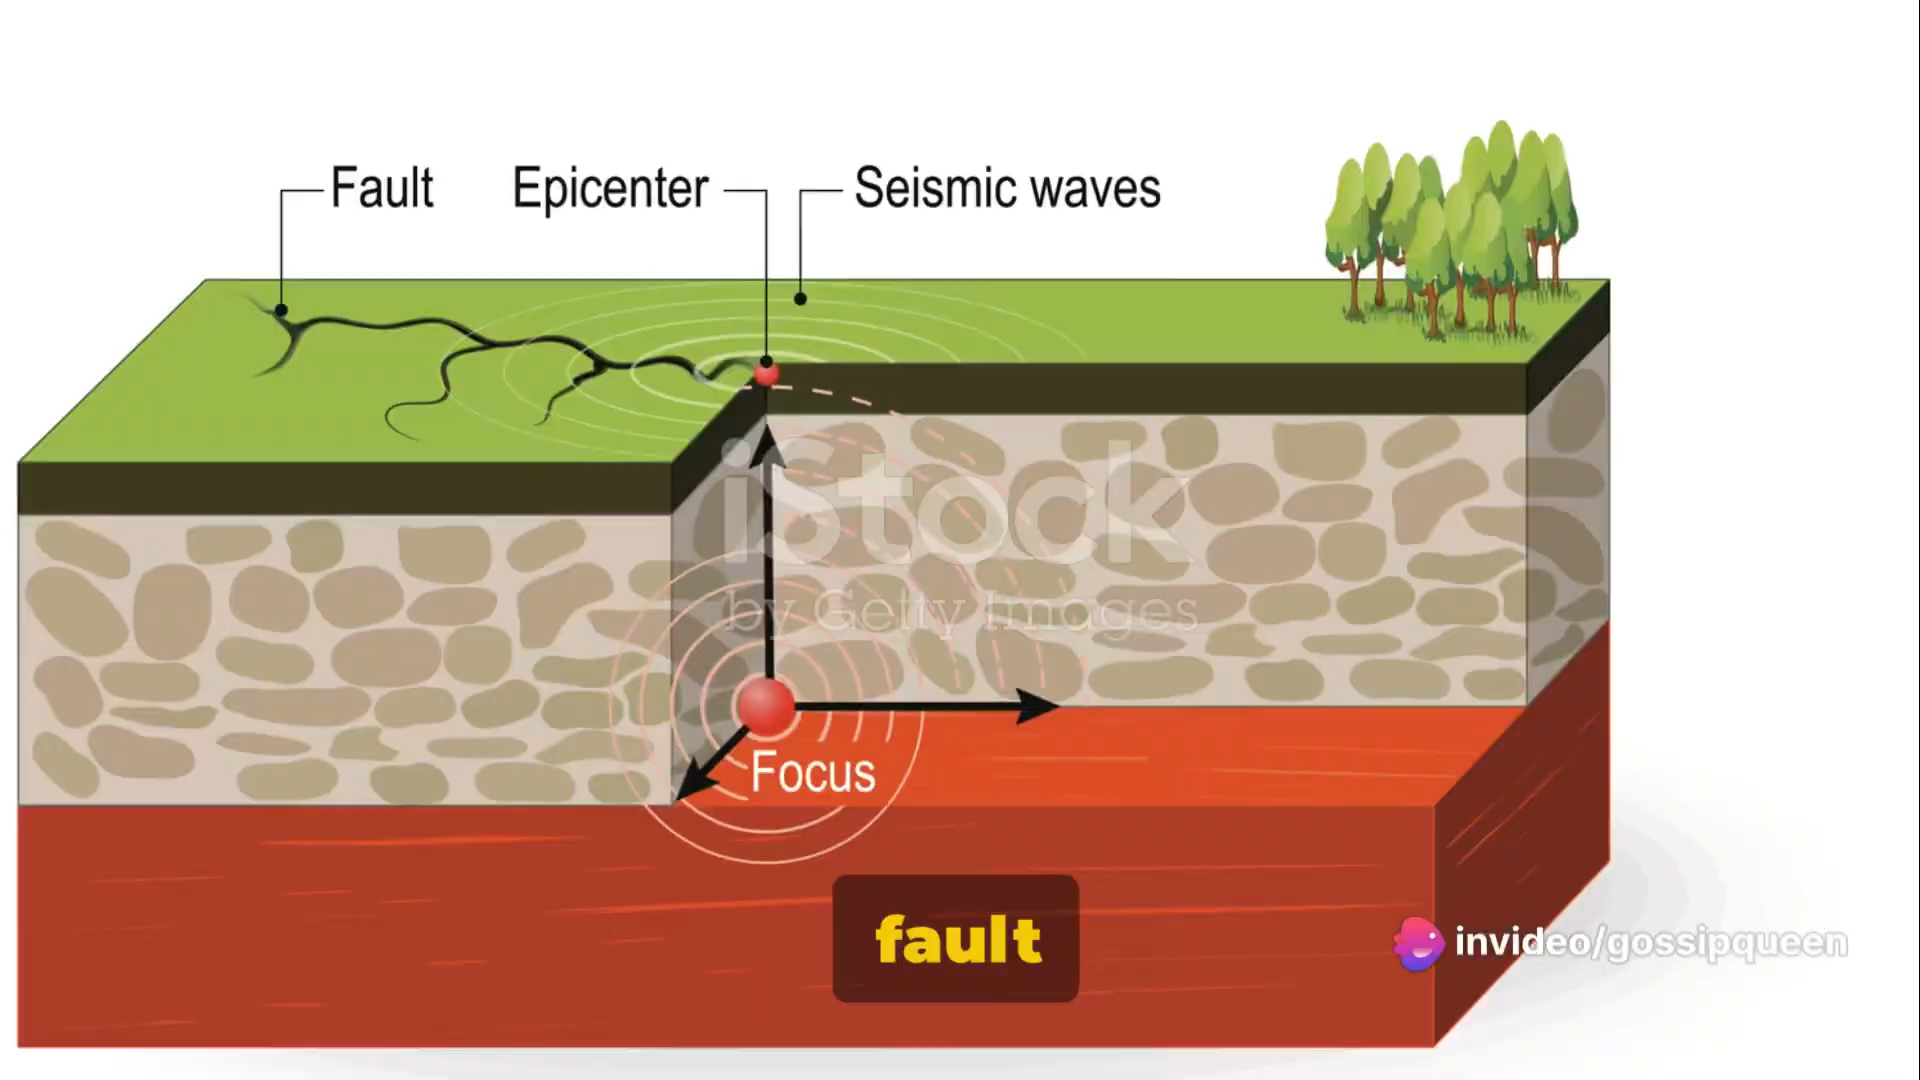 Fault Epicenter Seismic waves
iStock
by Getty Images
Focus
fault
invideo/gossipqueen